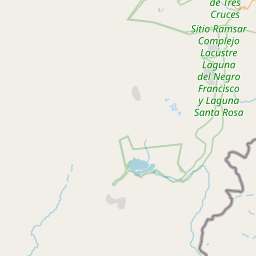 de Tres
Cruces
Sitio Ramsar
Complejo
Lacustre
Laguna
del Negro
Francisco
y Laguna
Santa Rosa